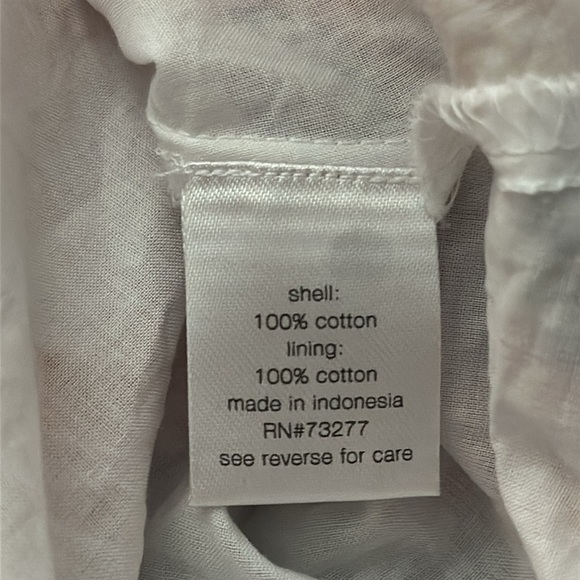 shell:
100% cotton
lining:
100% cotton
made in indonesia
RN#73277
see reverse for care